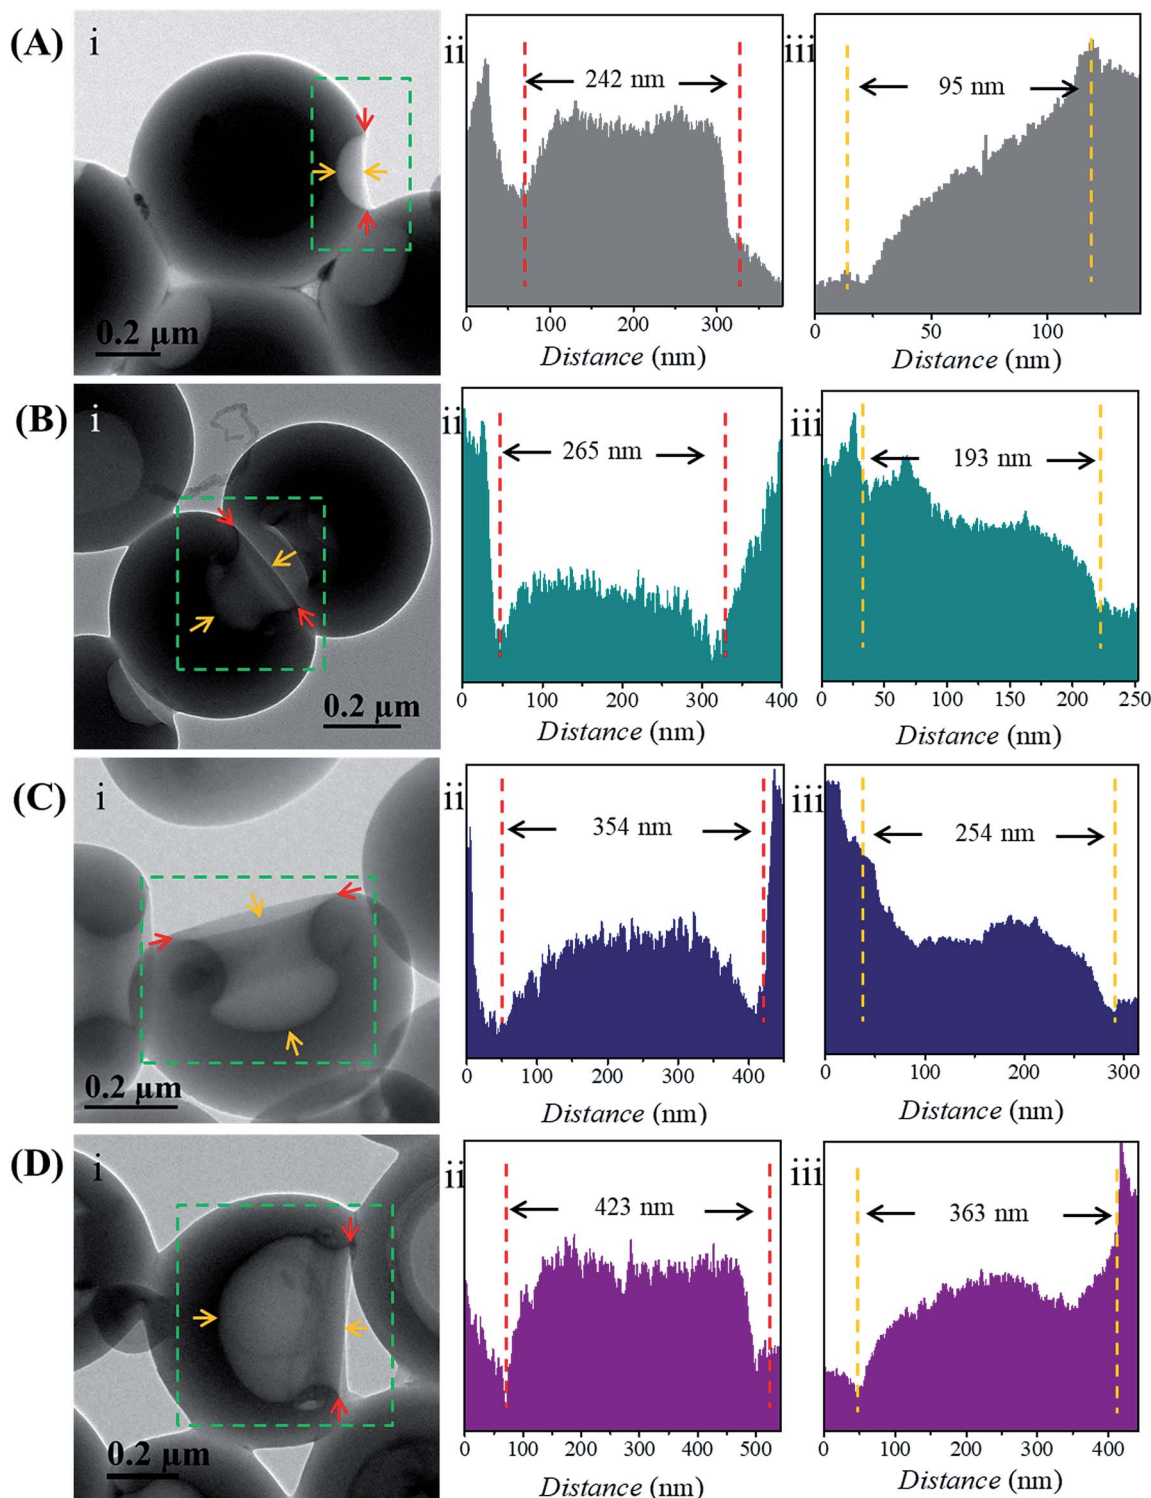 (A) i ii iii
242 nm 95 nm
0.2 µm
0 100 200 300 0 50 100
Distance (nm) Distance (nm)
(B) i ii iii
265 nm 193 nm
0.2 µm
0 100 200 300 400 0 50 100 150 200 250
Distance (nm) Distance (nm)
(C) i ii iii
354 nm 254 nm
0.2 µm
0 100 200 300 400 0 100 200 300
Distance (nm) Distance (nm)
(D) i ii iii
423 nm 363 nm
0.2 µm
0 100 200 300 400 500 0 100 200 300 400
Distance (nm) Distance (nm)